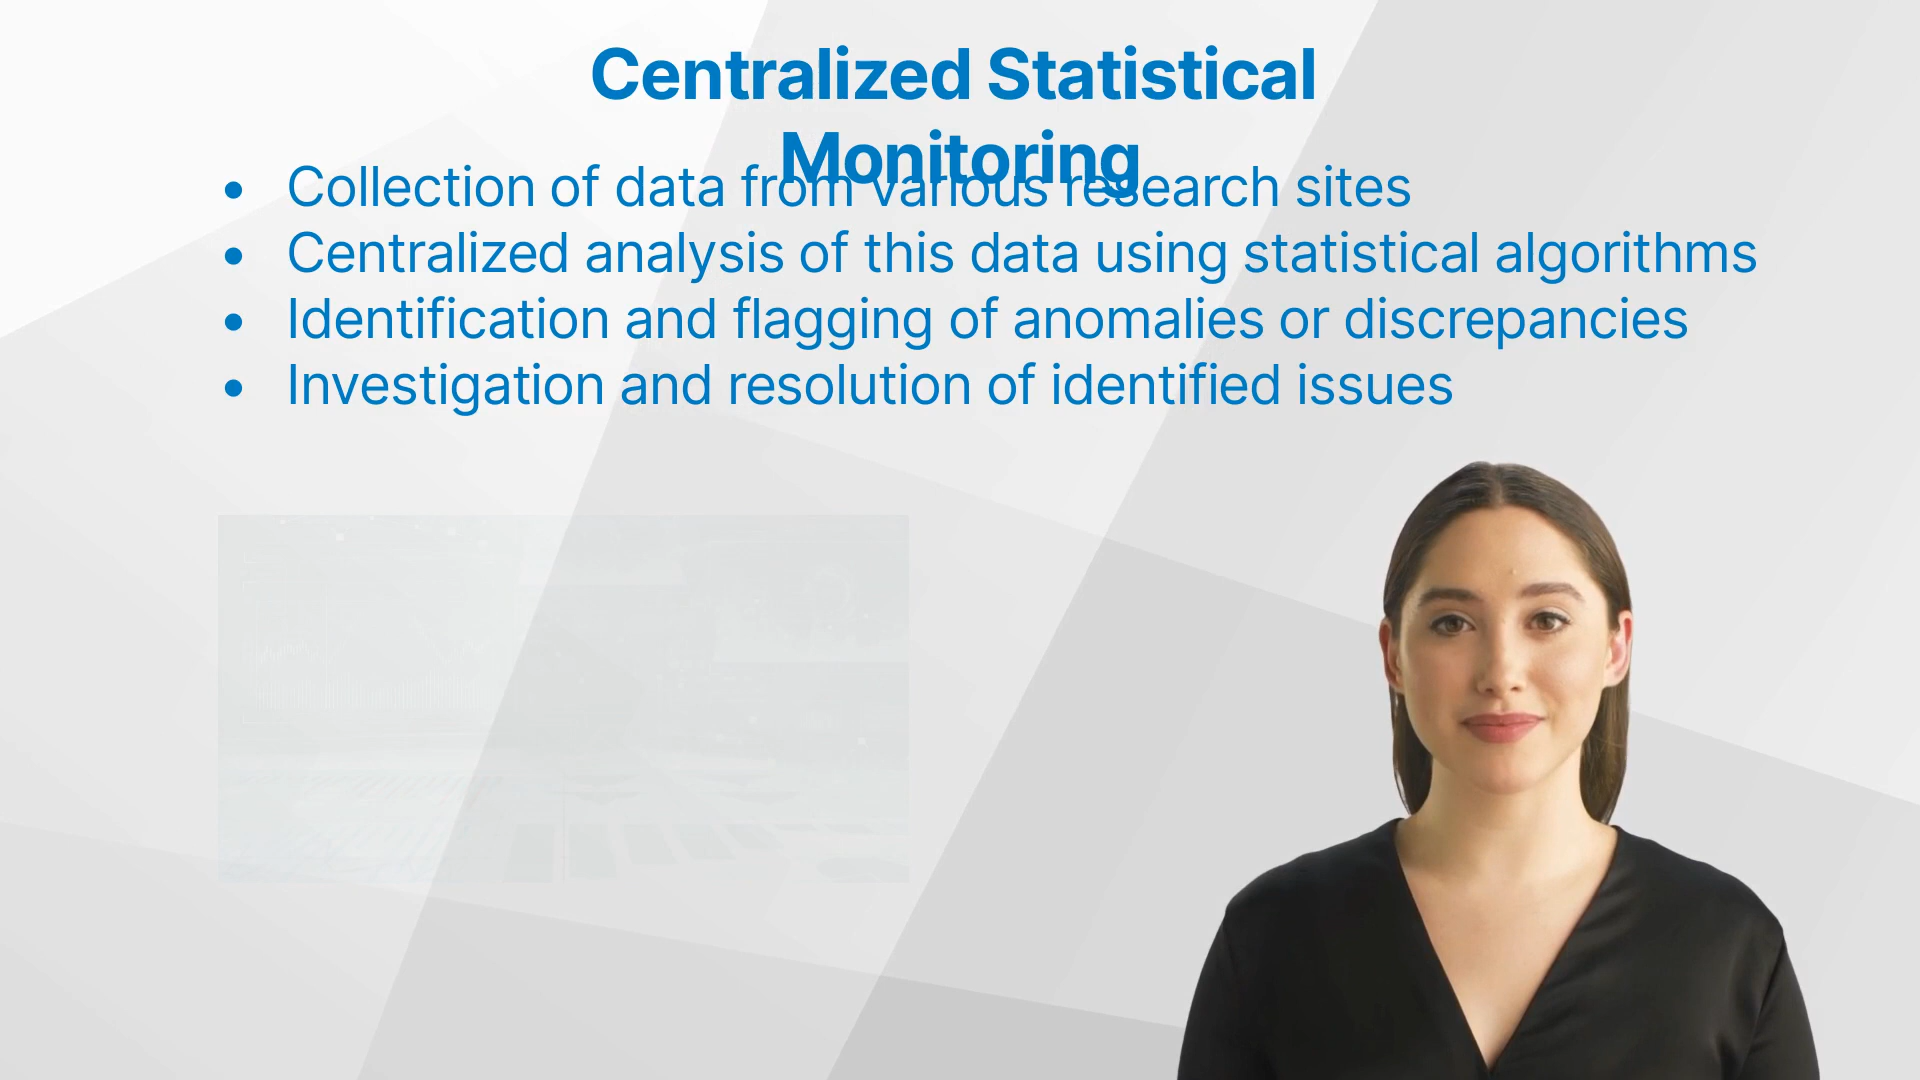 Centralized Statistical
Monitoring
• Collection of data from various research sites
• Centralized analysis of this data using statistical algorithms
• Identification and flagging of anomalies or discrepancies
• Investigation and resolution of identified issues